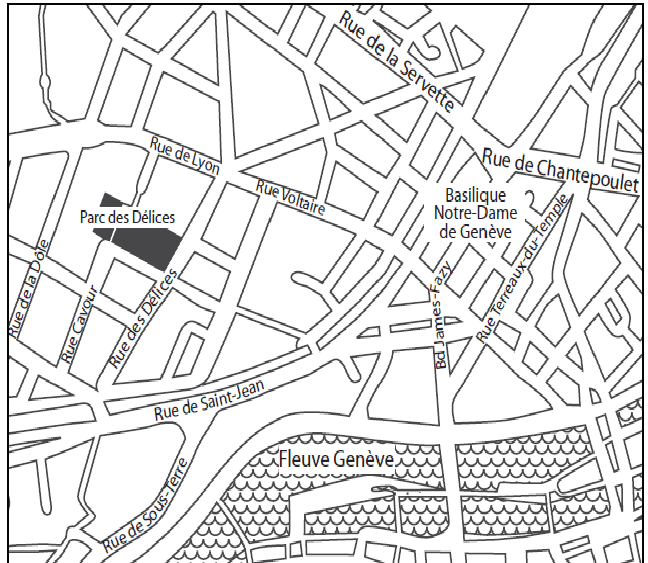 Rue de la Servette
Rue de Lyon
Rue de Chantepoulet
Rue Voltaire
Basilique
Notre-Dame
de Genève
Parc des Délices
Rue Terreaux-du-Temple
Rue de la Dôle
Rue Cavour
Rue des Délices
Bd James-Fazy
Rue de Saint-Jean
Fleuve Genève
Rue de Sous-Terre